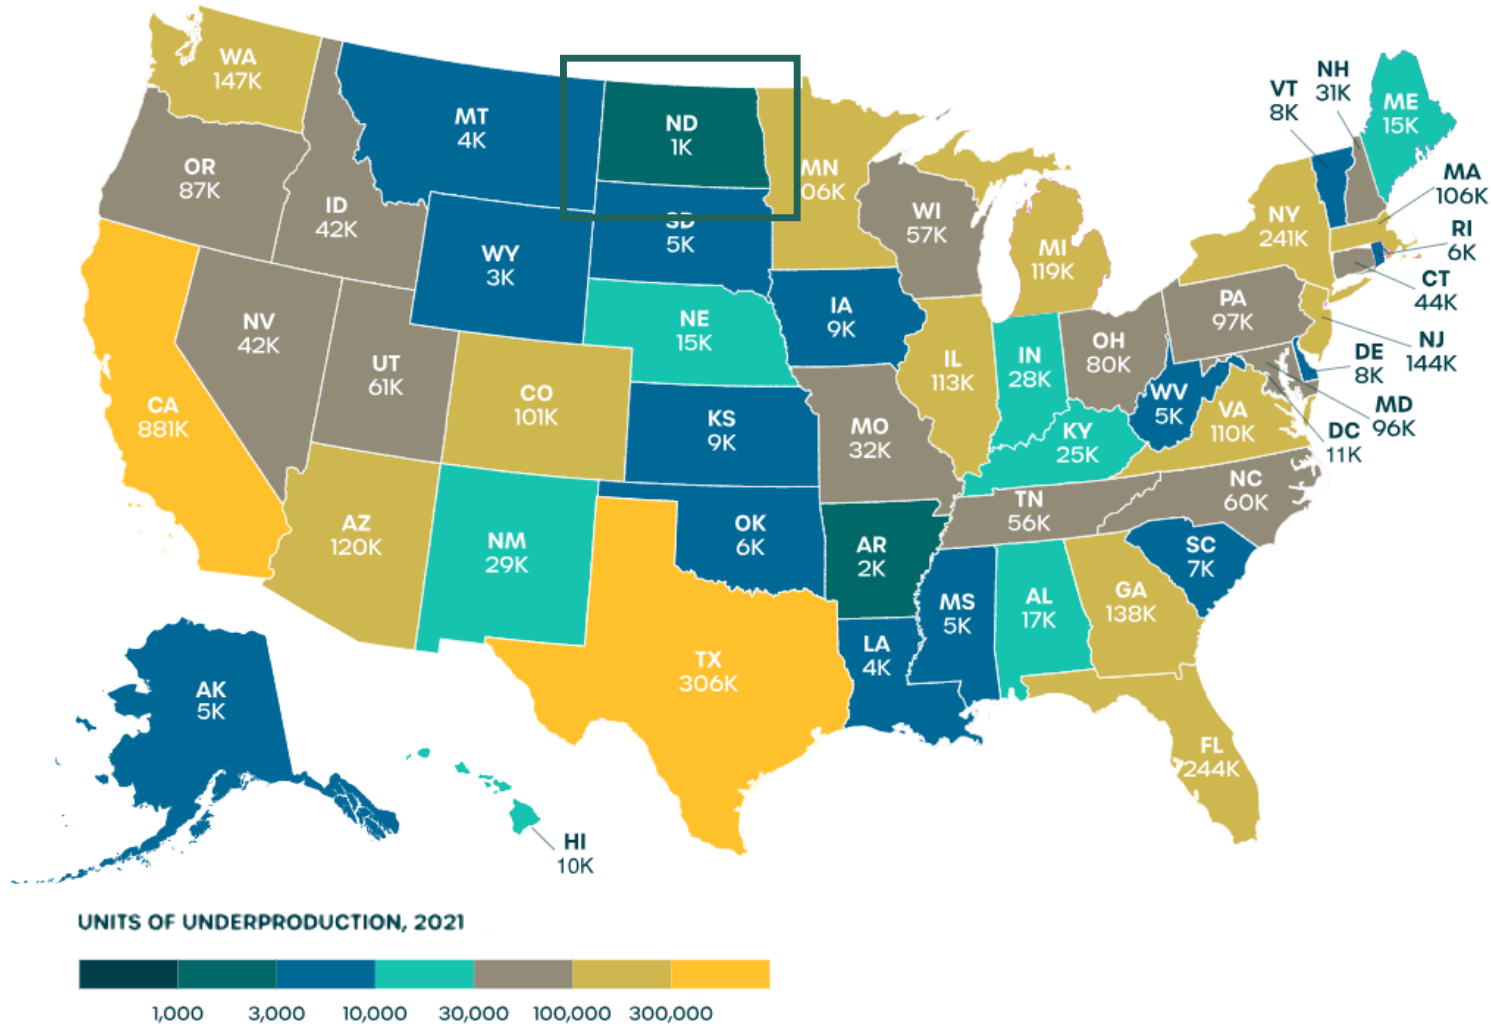 WA
147K
MT
4K
ND
1K
MN
06K
OR
87K
ID
42K
WY
3K
SD
5K
WI
57K
MI
119K
NY
241K
VT
8K
NH
31K
ME
15K
MA
106K
RI
6K
CT
44K
NJ
144K
DE
8K
MD
96K
DC
11K
PA
97K
NV
42K
UT
61K
CA
881K
CO
101K
NE
15K
IA
9K
IL
113K
IN
28K
OH
80K
WV
5K
VA
110K
KS
9K
MO
32K
KY
25K
NC
60K
TN
56K
AZ
120K
NM
29K
OK
6K
AR
2K
SC
7K
MS
5K
AL
17K
GA
138K
LA
4K
TX
306K
FL
244K
AK
5K
HI
10K
UNITS OF UNDERPRODUCTION, 2021
1,000 3,000 10,000 30,000 100,000 300,000